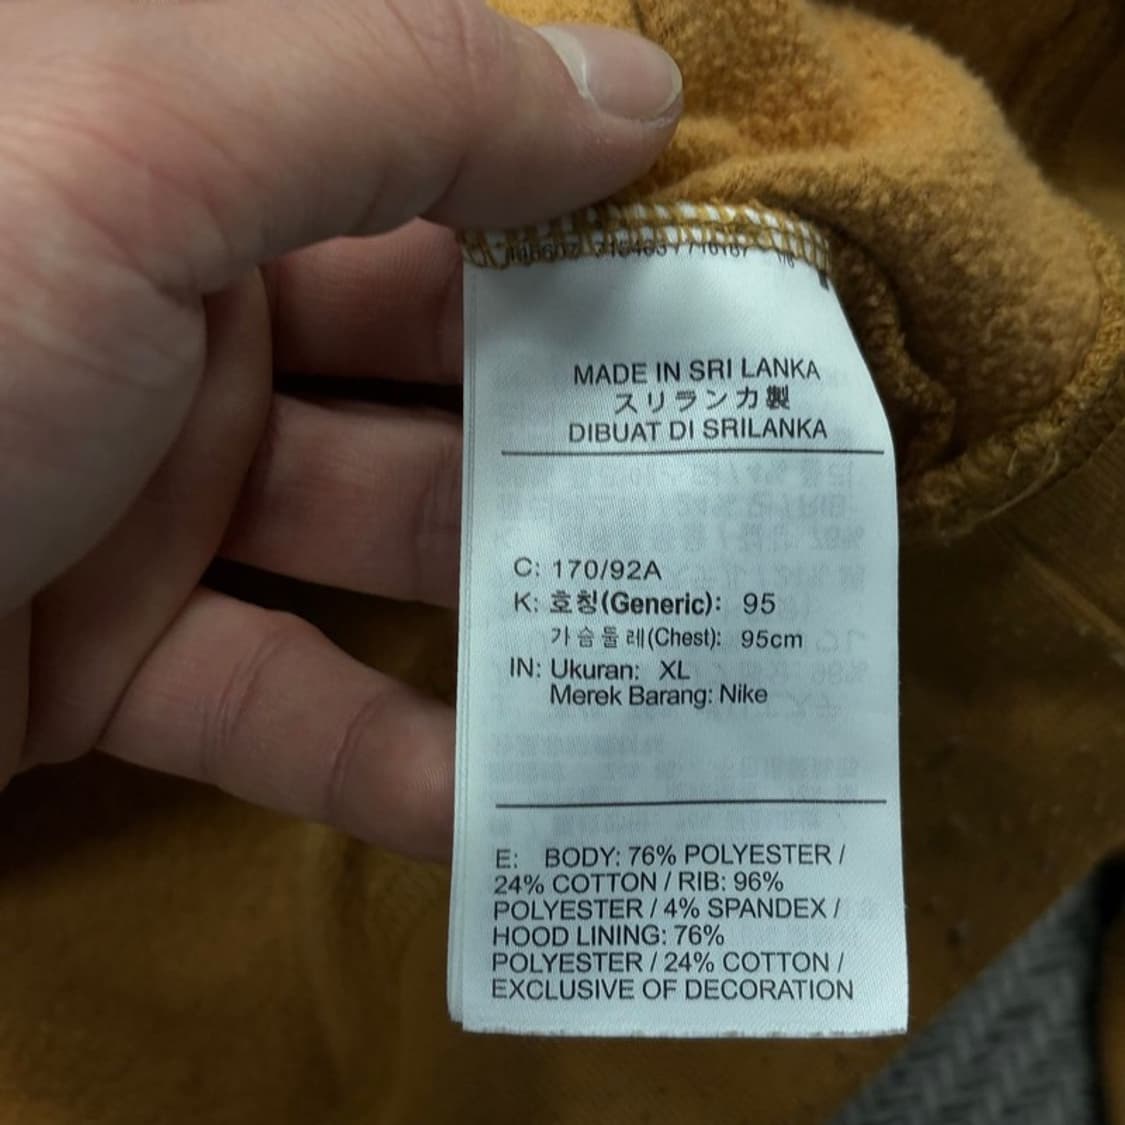 MADE IN SRI LANKA
スリランカ製
DIBUAT DI SRILANKA
C: 170/92A
K: 호칭(Generic): 95
가슴둘레(Chest): 95cm
IN: Ukuran: XL
Merek Barang: Nike
E: BODY: 76% POLYESTER /
24% COTTON / RIB: 96%
POLYESTER / 4% SPANDEX /
HOOD LINING: 76%
POLYESTER / 24% COTTON /
EXCLUSIVE OF DECORATION